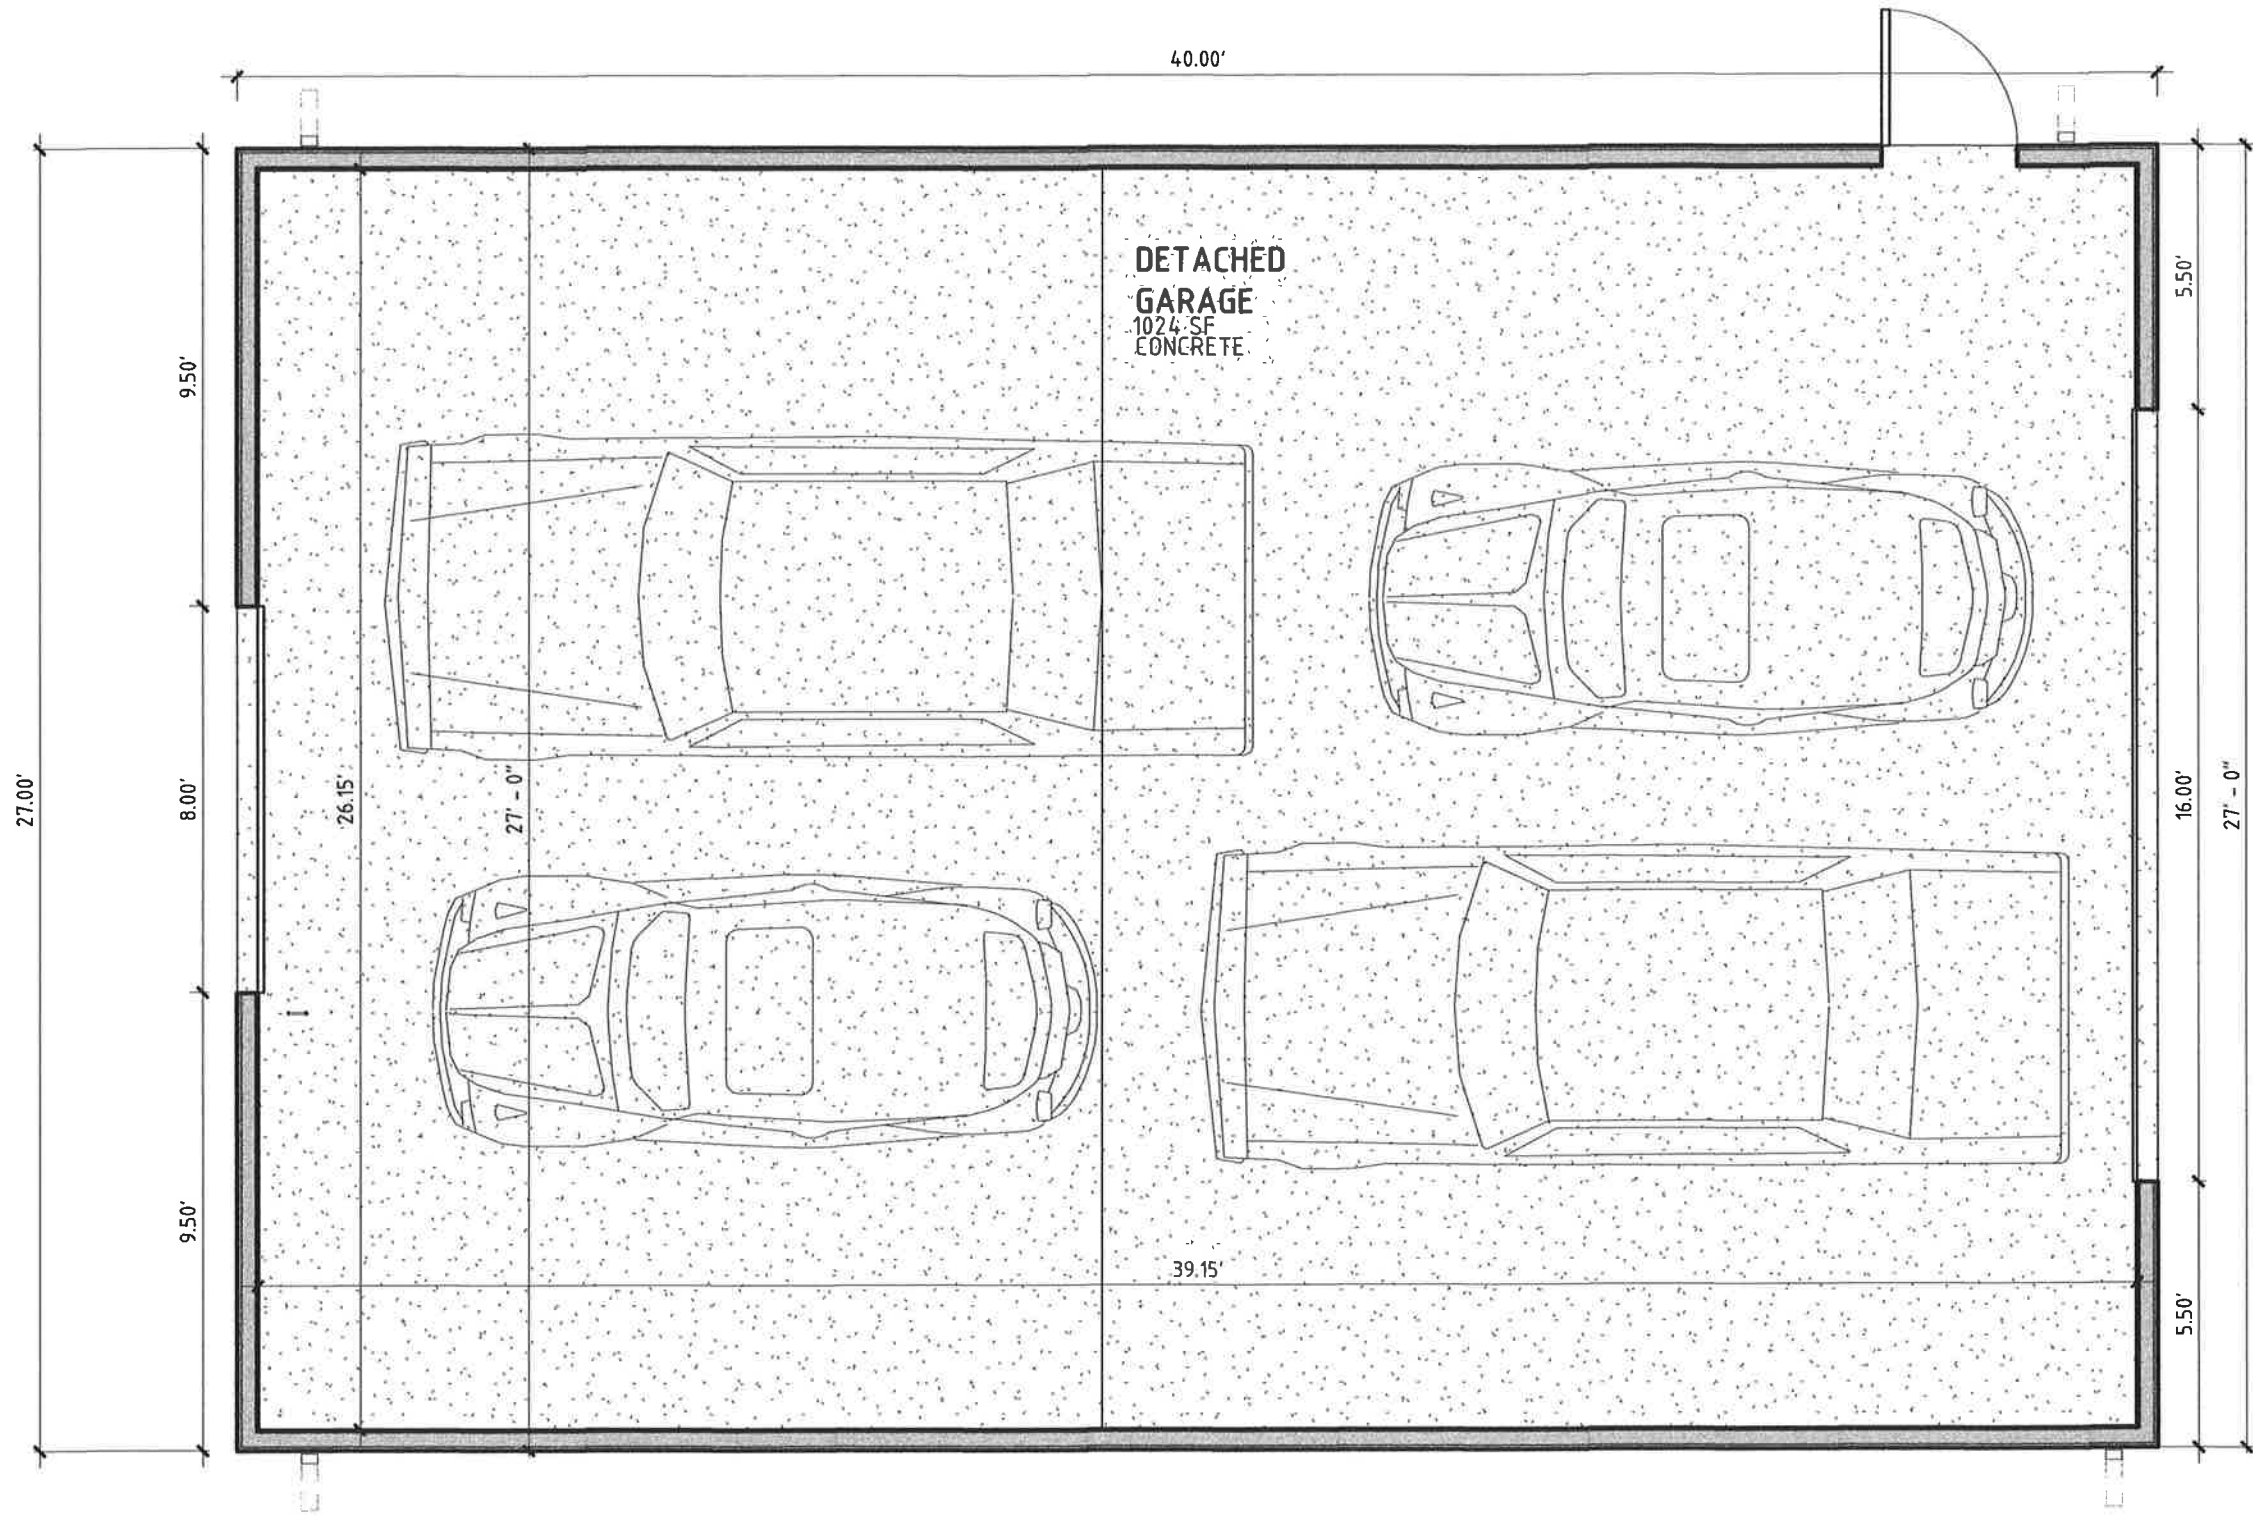 40.00'
DETACHED
GARAGE
1024 SF
CONCRETE
5.50'
9.50'
27.00'
8.00'
26.15'
27' - 0"
16.00'
27' - 0"
9.50'
39.15'
5.50'